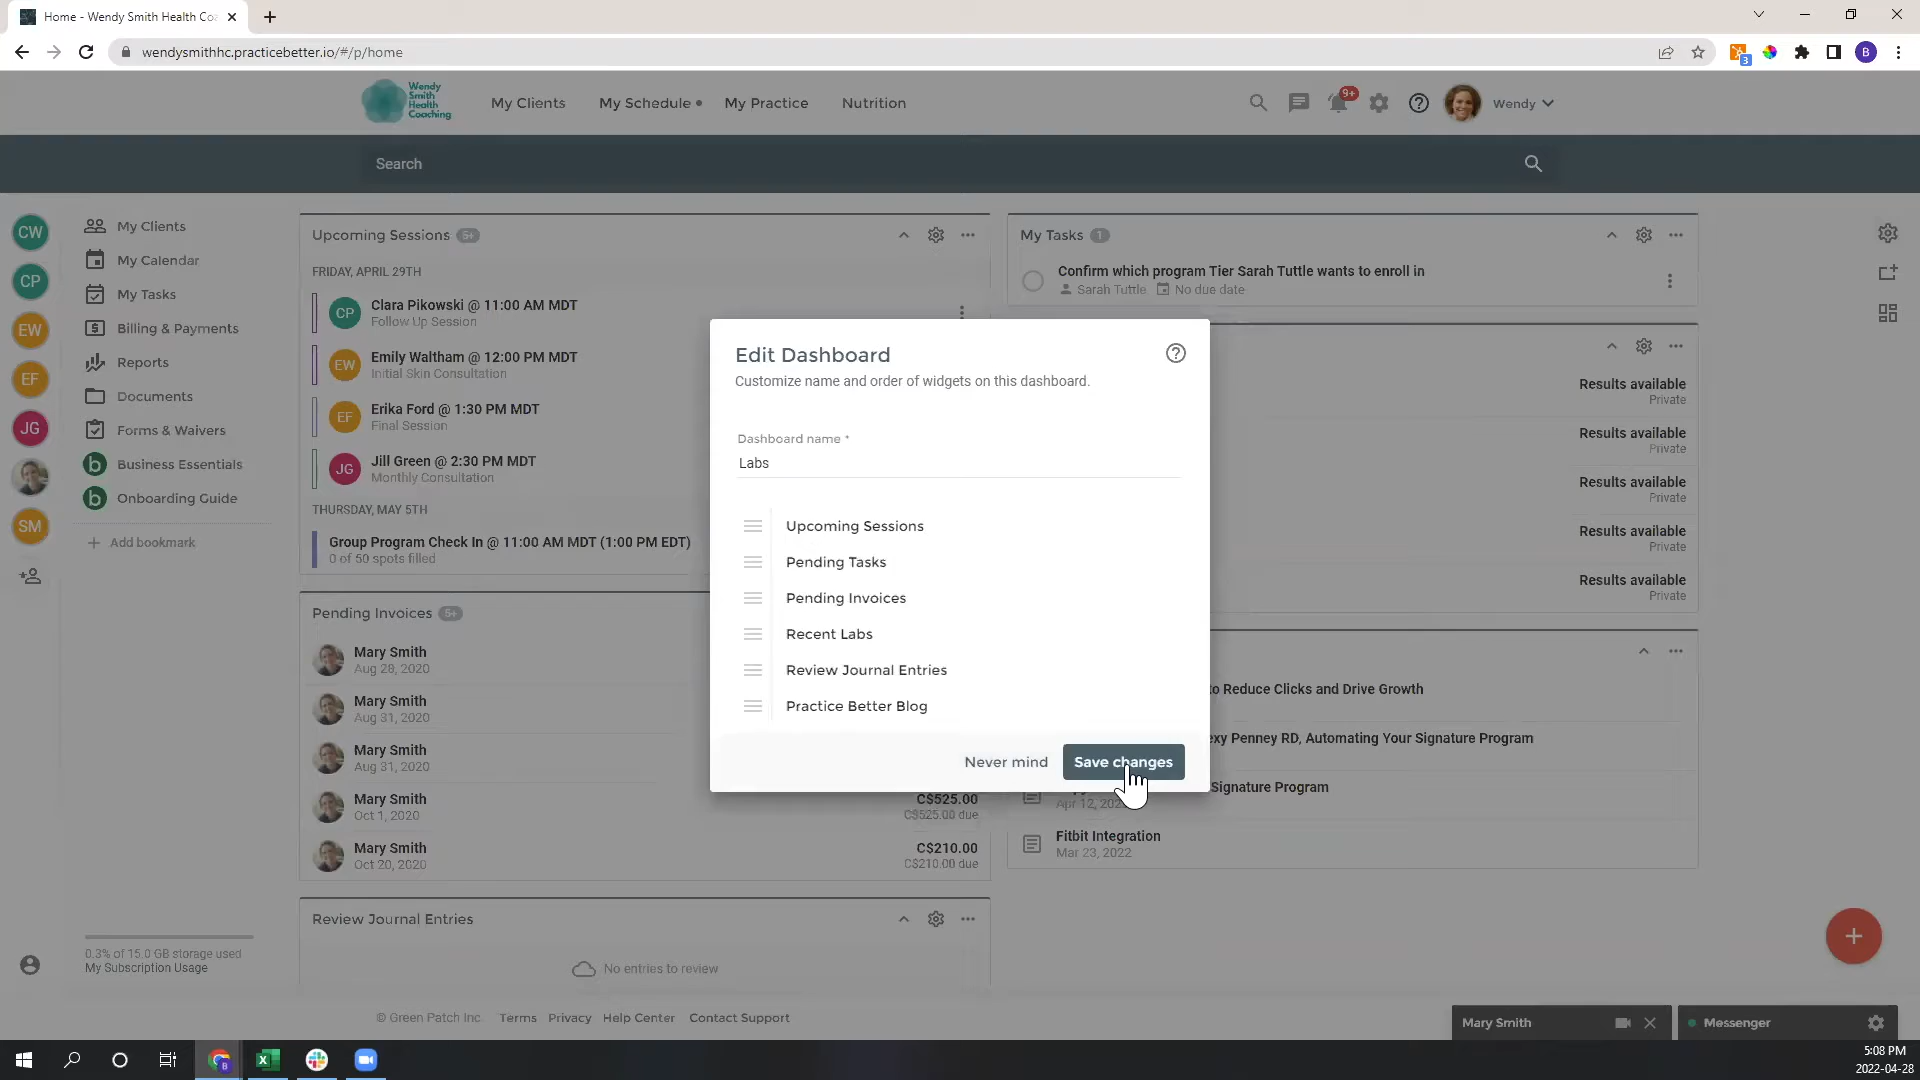 Home - Wendy Smith Health Co
wendysmithhc.practicebetter.io/#/p/home
3
B
Wendy
Smith
Health
Coaching
My Clients
My Schedule
My Practice
Nutrition
9+
Wendy
Search
CW
CP
EW
EF
JG
SM
My Clients
My Calendar
My Tasks
Billing & Payments
Reports
Documents
Forms & Waivers
b Business Essentials
b Onboarding Guide
Add bookmark
0.3% of 15.0 GB storage used
My Subscription Usage
Upcoming Sessions 5+
FRIDAY, APRIL 29TH
CP
Clara Pikowski @ 11:00 AM MDT
Follow Up Session
EW
Emily Waltham @ 12:00 PM MDT
Initial Skin Consultation
EF
Erika Ford @ 1:30 PM MDT
Final Session
JG
Jill Green @ 2:30 PM MDT
Monthly Consultation
THURSDAY, MAY 5TH
Group Program Check In @ 11:00 AM MDT (1:00 PM EDT)
0 of 50 spots filled
Pending Invoices 5+
Mary Smith
Aug 28, 2020
Mary Smith
Aug 31, 2020
Mary Smith
Aug 31, 2020
Mary Smith
Oct 1, 2020
C$525.00
C$525.00 due
Mary Smith
Oct 20, 2020
C$210.00
C$210.00 due
Review Journal Entries
No entries to review
My Tasks 1
Confirm which program Tier Sarah Tuttle wants to enroll in
Sarah Tuttle
No due date
Results available
Private
Results available
Private
Results available
Private
Results available
Private
Results available
Private
to Reduce Clicks and Drive Growth
exy Penney RD, Automating Your Signature Program
Signature Program
Apr 12, 202
Fitbit Integration
Mar 23, 2022
Edit Dashboard
Customize name and order of widgets on this dashboard.
Dashboard name *
Labs
Upcoming Sessions
Pending Tasks
Pending Invoices
Recent Labs
Review Journal Entries
Practice Better Blog
Never mind
Save changes
© Green Patch Inc.
Terms
Privacy
Help Center
Contact Support
Mary Smith
Messenger
5:08 PM
2022-04-28